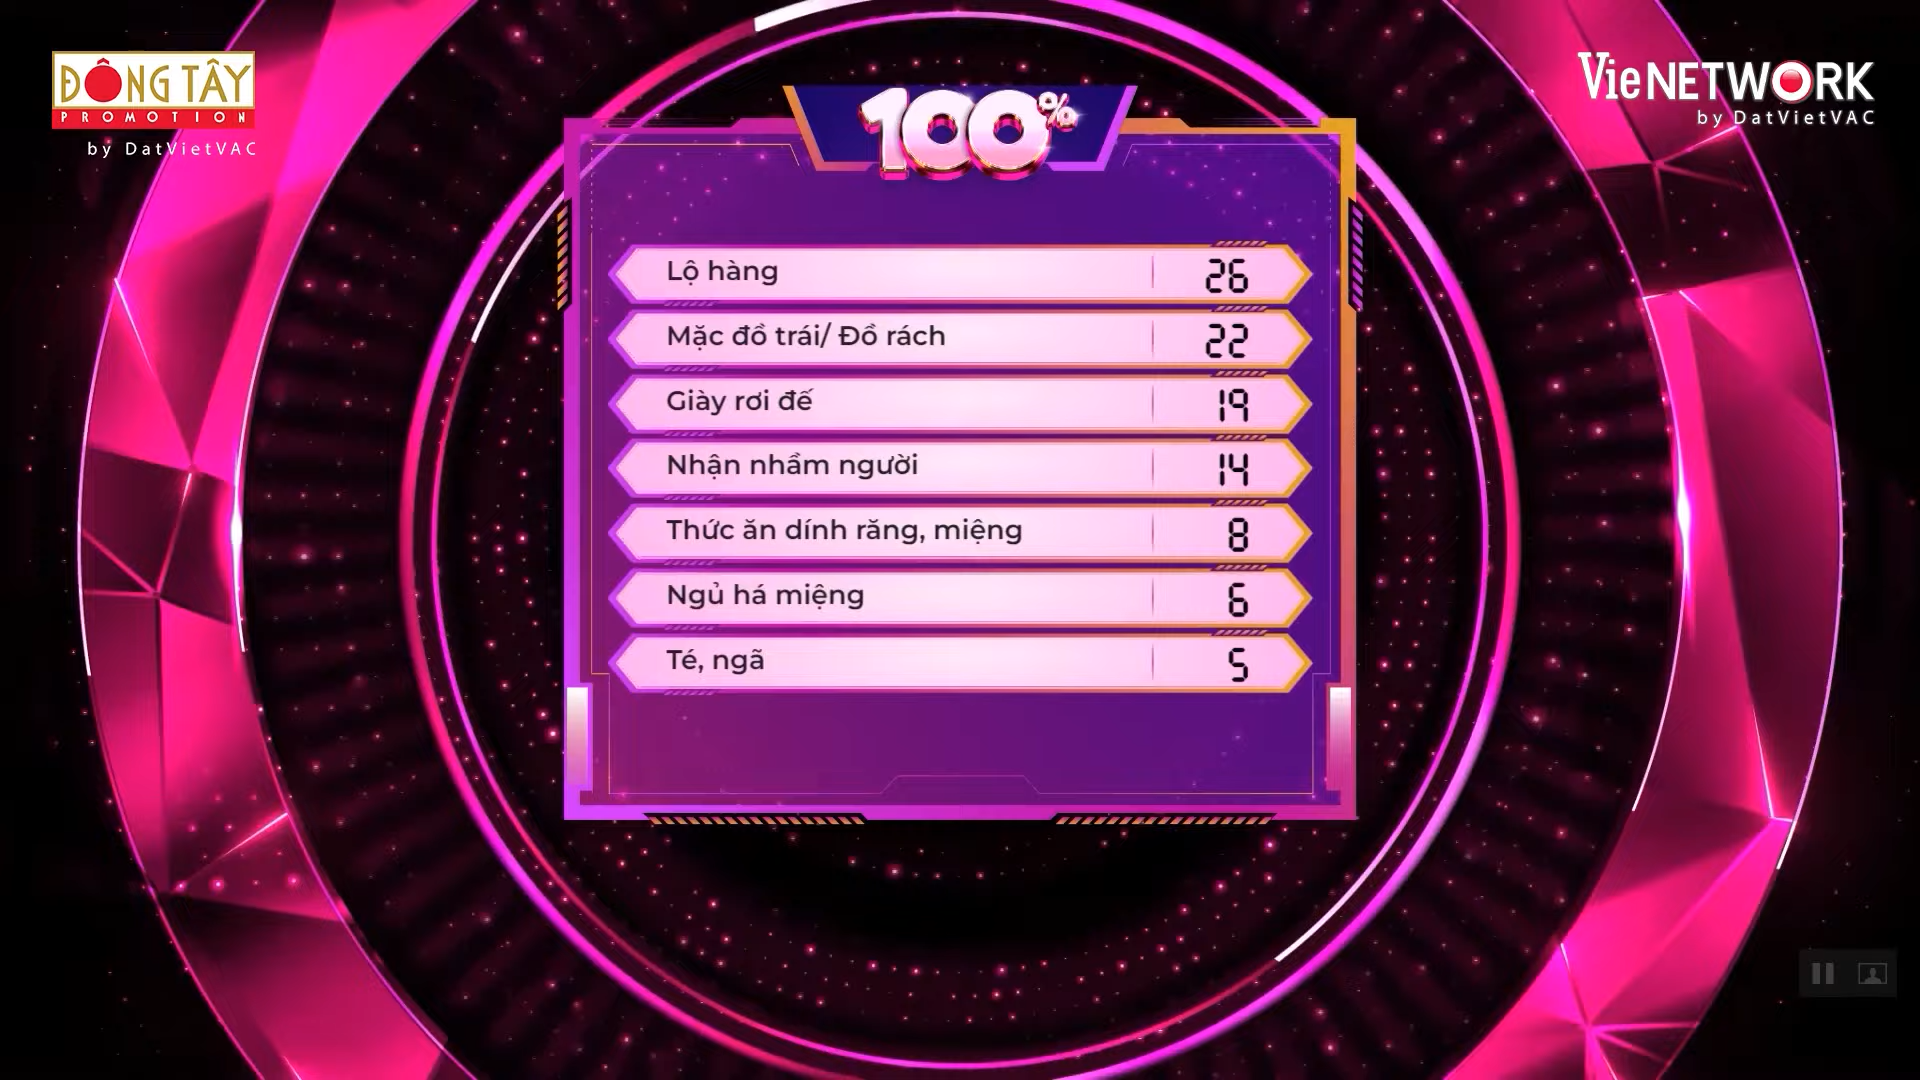 ĐÔNG TÂY
PROMOTION
by DatVietVAC
VieNETWORK
by DatVietVAC
100%
Lộ hàng 26
Mặc đồ trái/ Đồ rách 22
Giày rơi đế 19
Nhận nhầm người 14
Thức ăn dính răng, miệng 8
Ngủ há miệng 6
Té, ngã 5